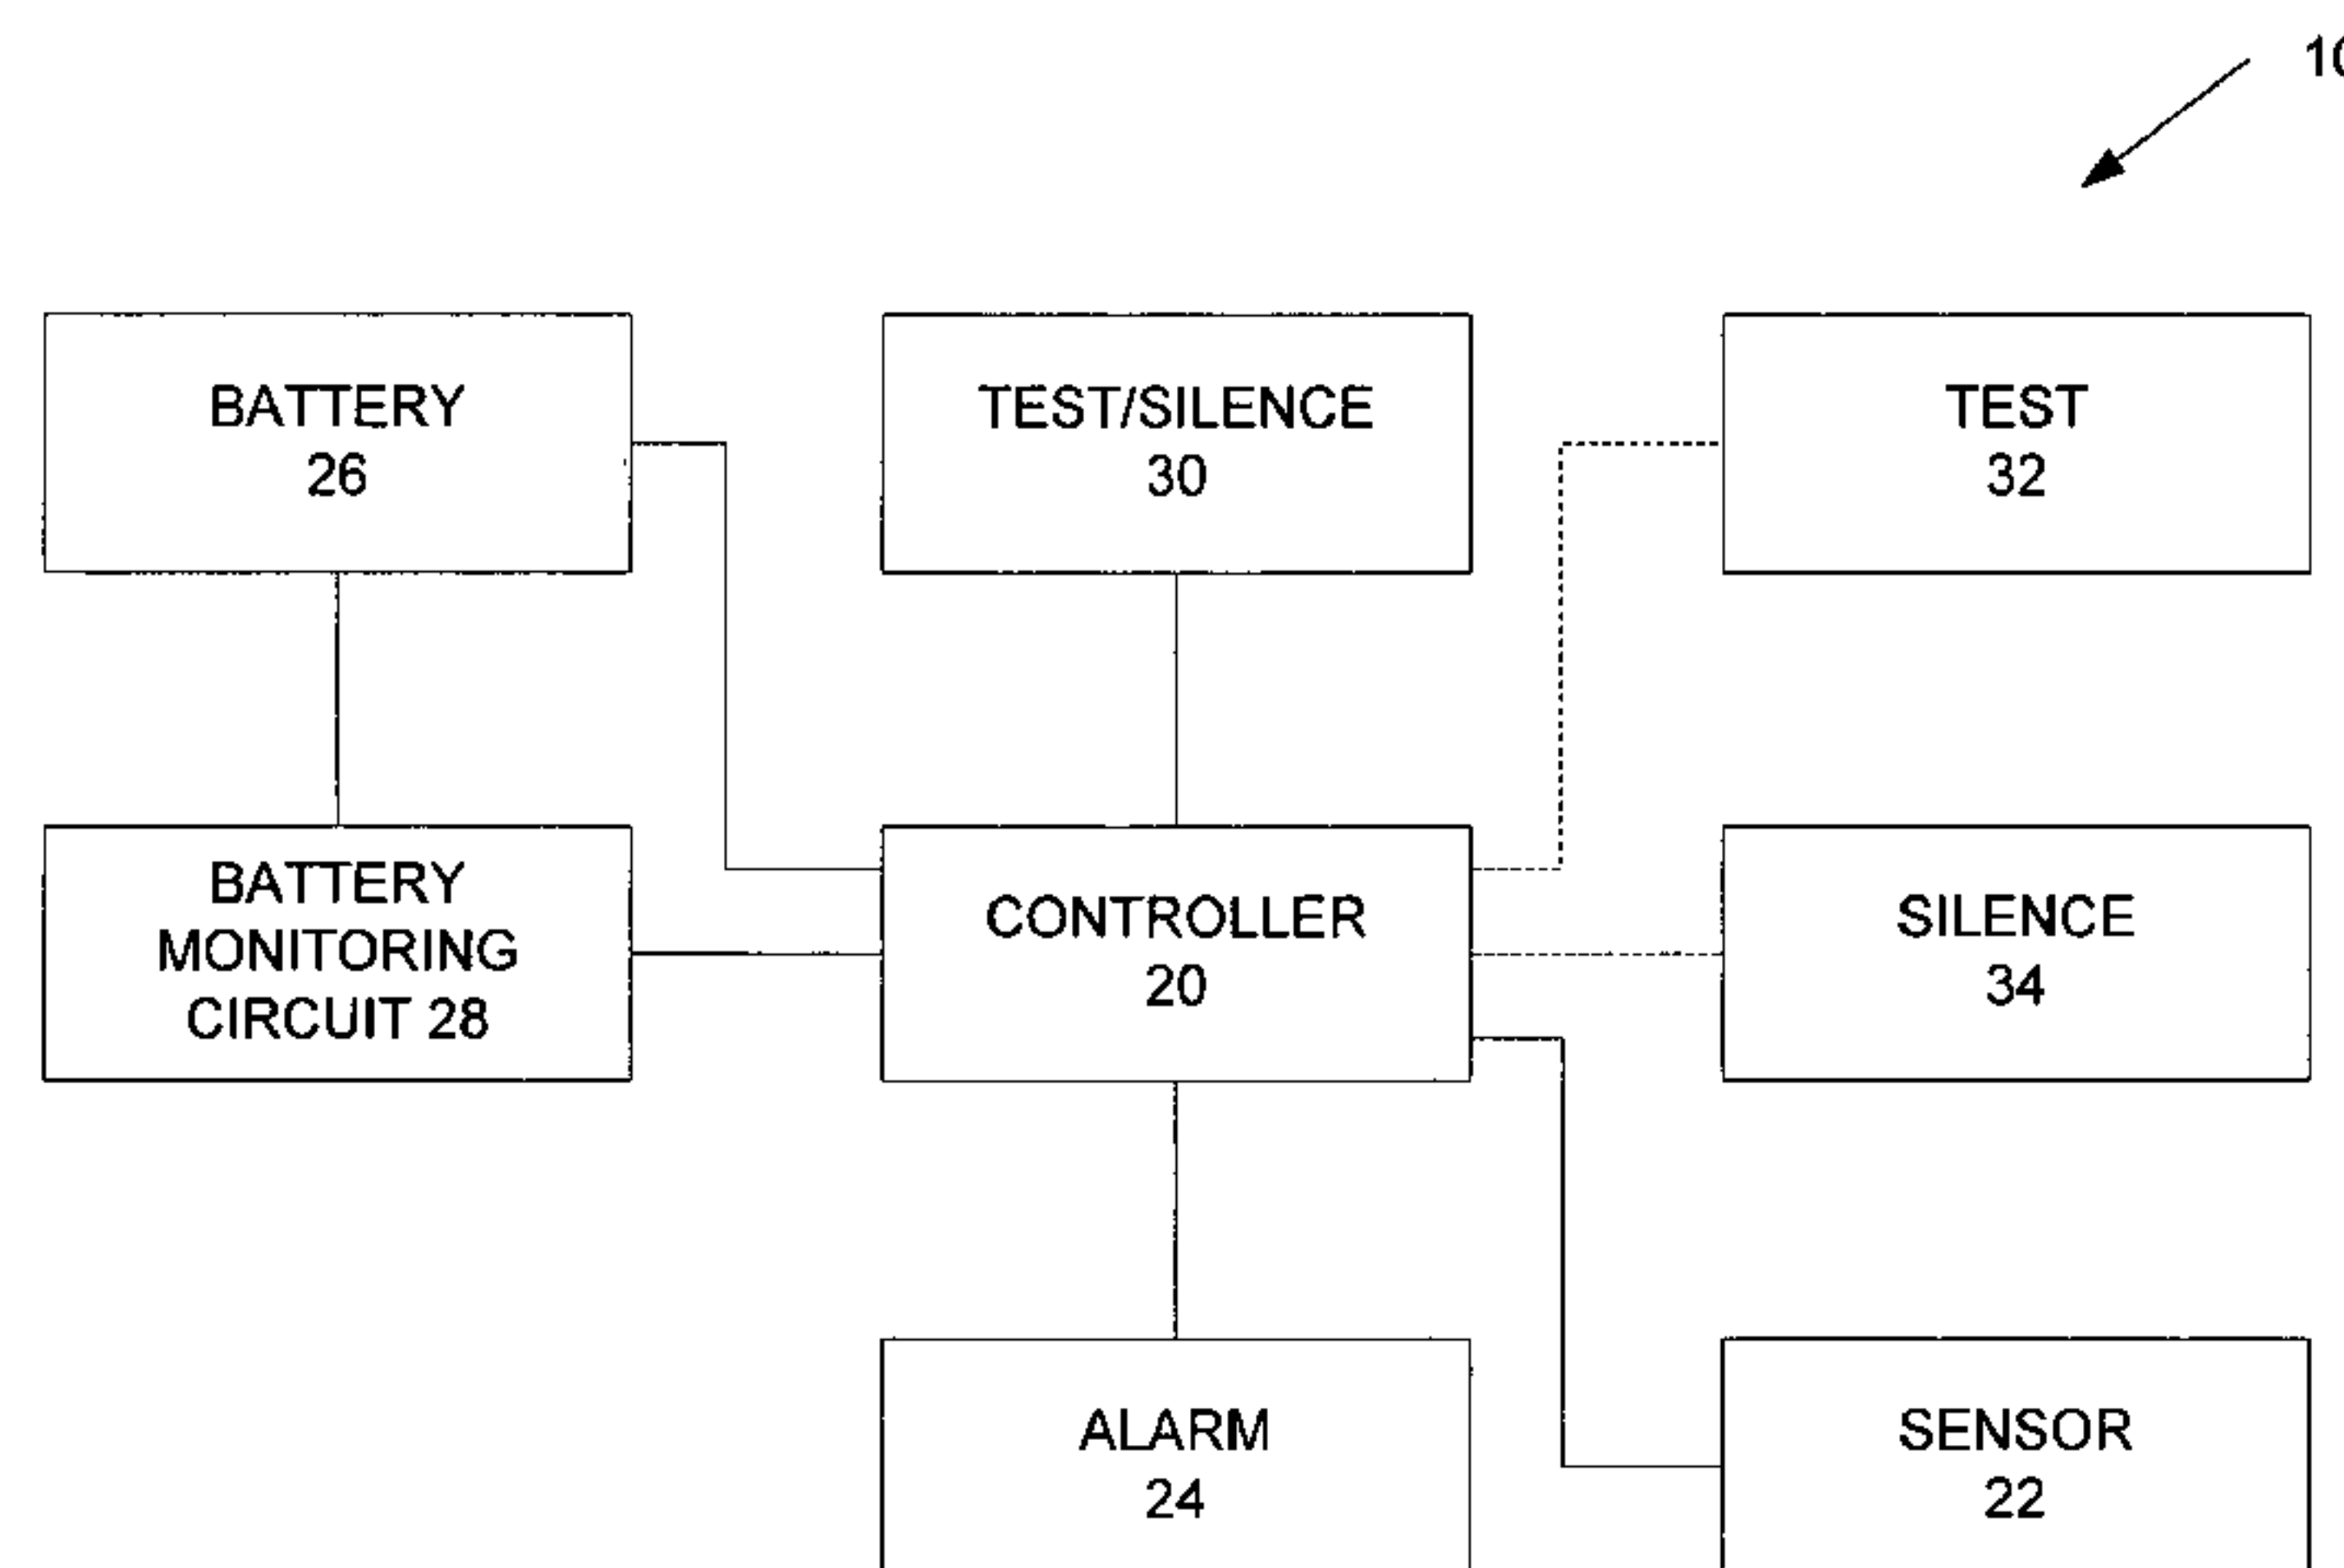 10
BATTERY
26
TEST/SILENCE
30
TEST
32
BATTERY
MONITORING
CIRCUIT 28
CONTROLLER
20
SILENCE
34
ALARM
24
SENSOR
22